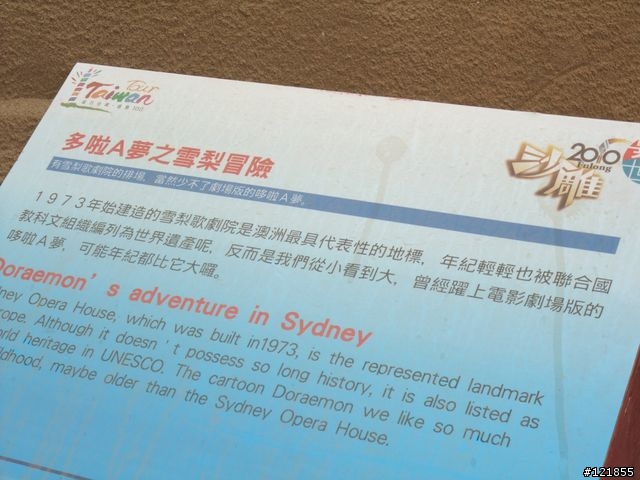 Tour
Taiwan
2010
Fulong
沙雕
多啦A夢之雪梨冒險
有雪梨歌劇院的排場，當然少不了劇場版的哆啦A夢。
1973年始建造的雪梨歌劇院是澳洲最具代表性的地標，年紀輕輕也被聯合國
教科文組織編列為世界遺產呢，反而是我們從小看到大，曾經躍上電影劇場版的
哆啦A夢，可能年紀都比它大囉。
Doraemon's adventure in Sydney
dney Opera House, which was built in1973, is the represented landmark
rope. Although it doesn't possess so long history, it is also listed as
orld heritage in UNESCO. The cartoon Doraemon we like so much
ildhood, maybe older than the Sydney Opera House.
#121855